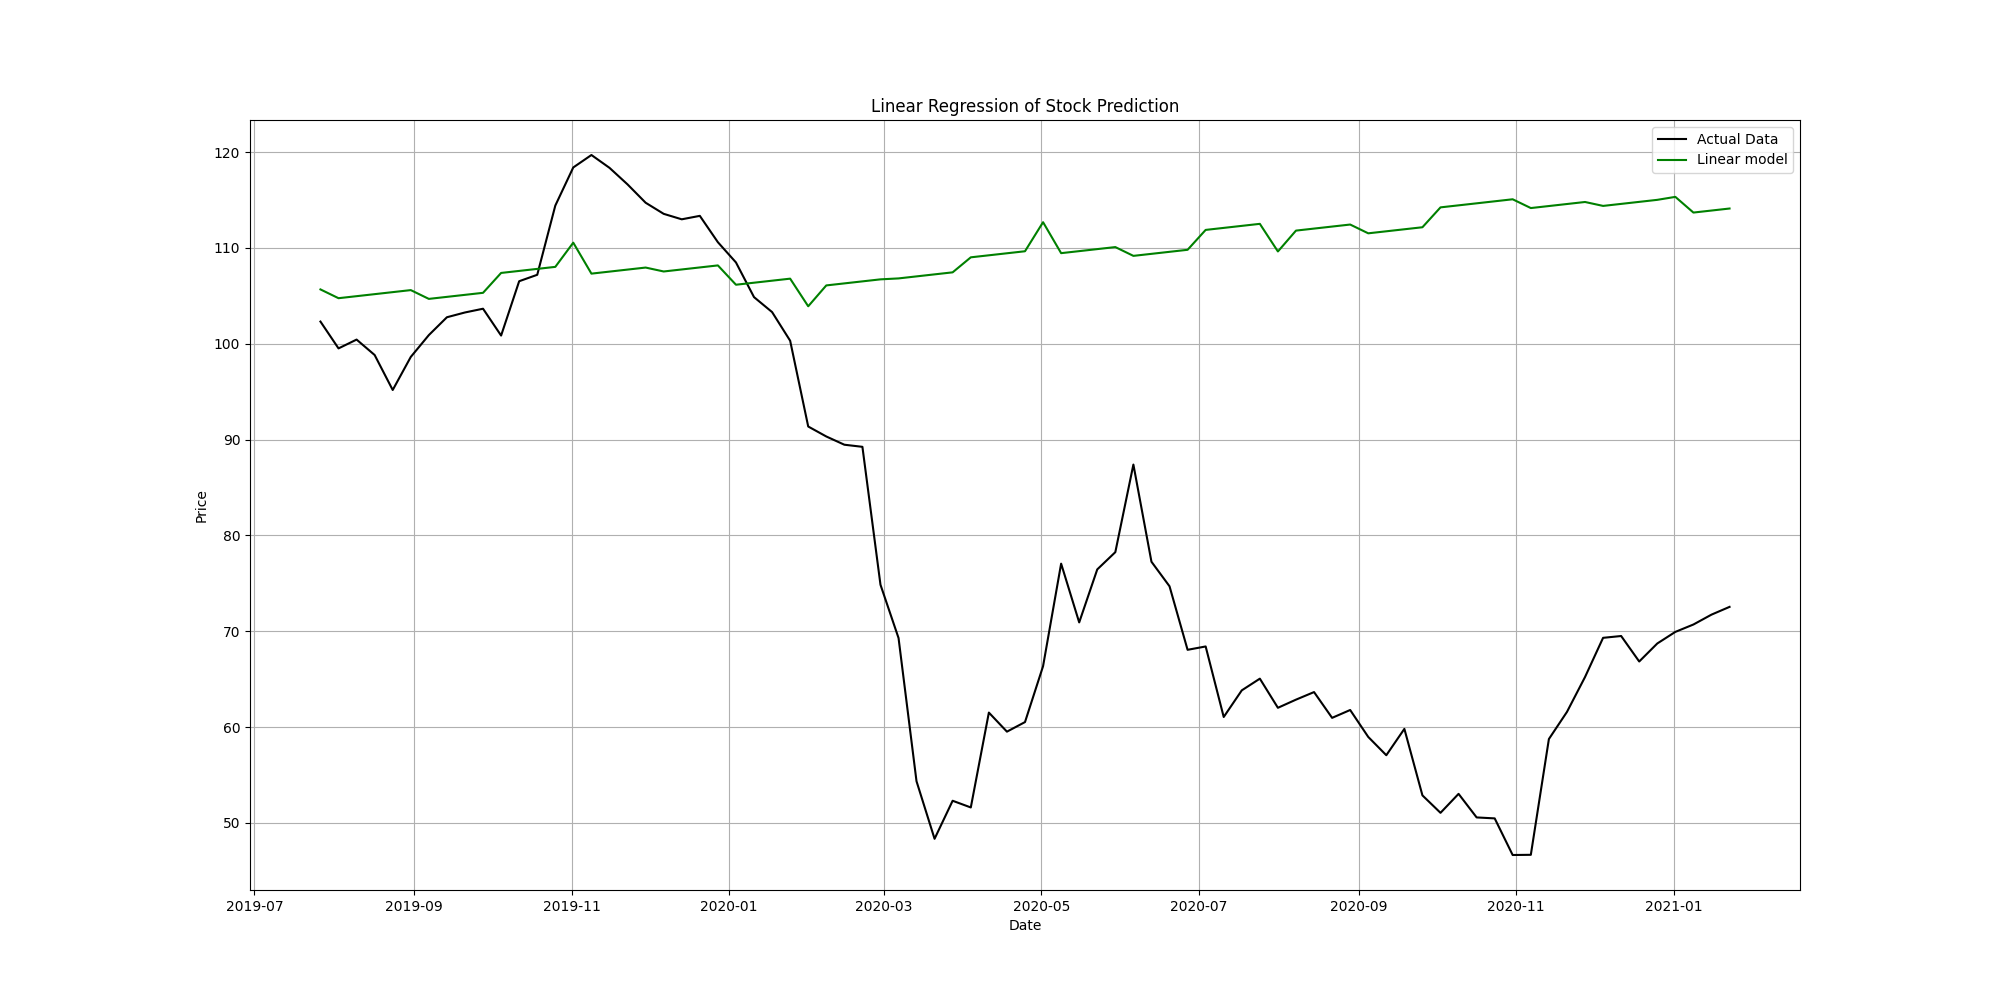 Linear Regression of Stock Prediction
Actual Data
Linear model
120
110
100
90
80
70
60
50
Price
2019-07 2019-09 2019-11 2020-01 2020-03 2020-05 2020-07 2020-09 2020-11 2021-01
Date